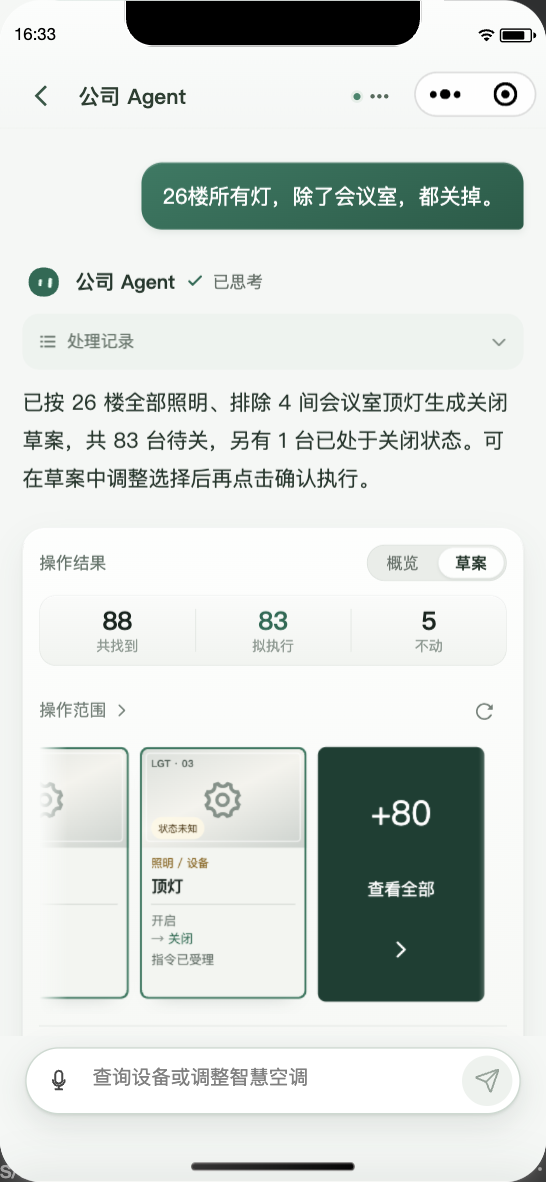 16:33
公司 Agent
26楼所有灯，除了会议室，都关掉。
公司 Agent 已思考
处理记录
已按 26 楼全部照明、排除 4 间会议室顶灯生成关闭
草案，共 83 台待关，另有 1 台已处于关闭状态。可
在草案中调整选择后再点击确认执行。
操作结果
概览
草案
88
共找到
83
拟执行
5
不动
操作范围
LGT · 03
状态未知
照明 / 设备
顶灯
开启
→ 关闭
指令已受理
+80
查看全部
查询设备或调整智慧空调